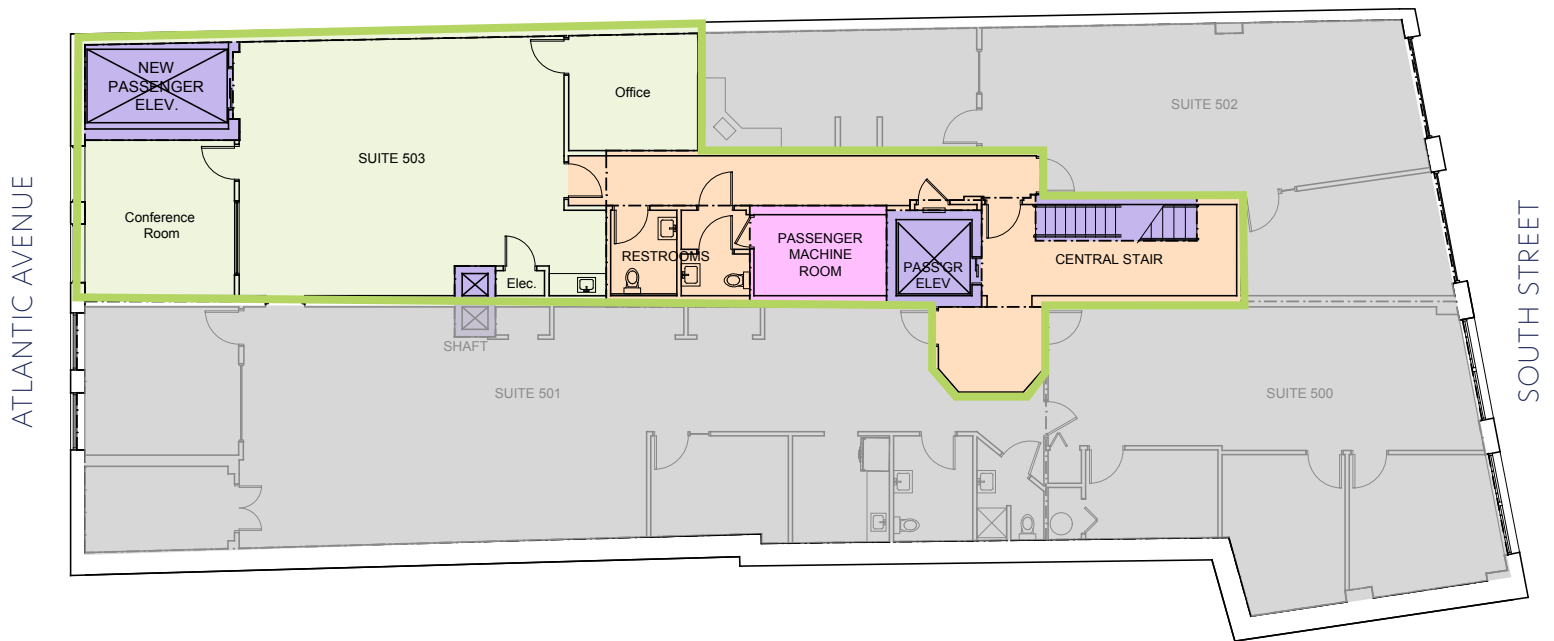 NEW
PASSENGER
ELEV.
Office
SUITE 502
SUITE 503
ATLANTIC AVENUE
Conference
Room
PASSENGER
MACHINE
ROOM
RESTROOMS
PASS'GR
ELEV
CENTRAL STAIR
SOUTH STREET
Elec.
SHAFT
SUITE 501
SUITE 500